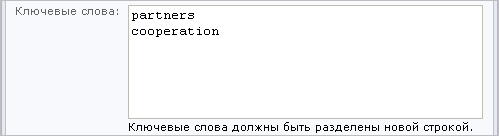 Ключевые слова:
partners
cooperation
Ключевые слова должны быть разделены новой строкой.